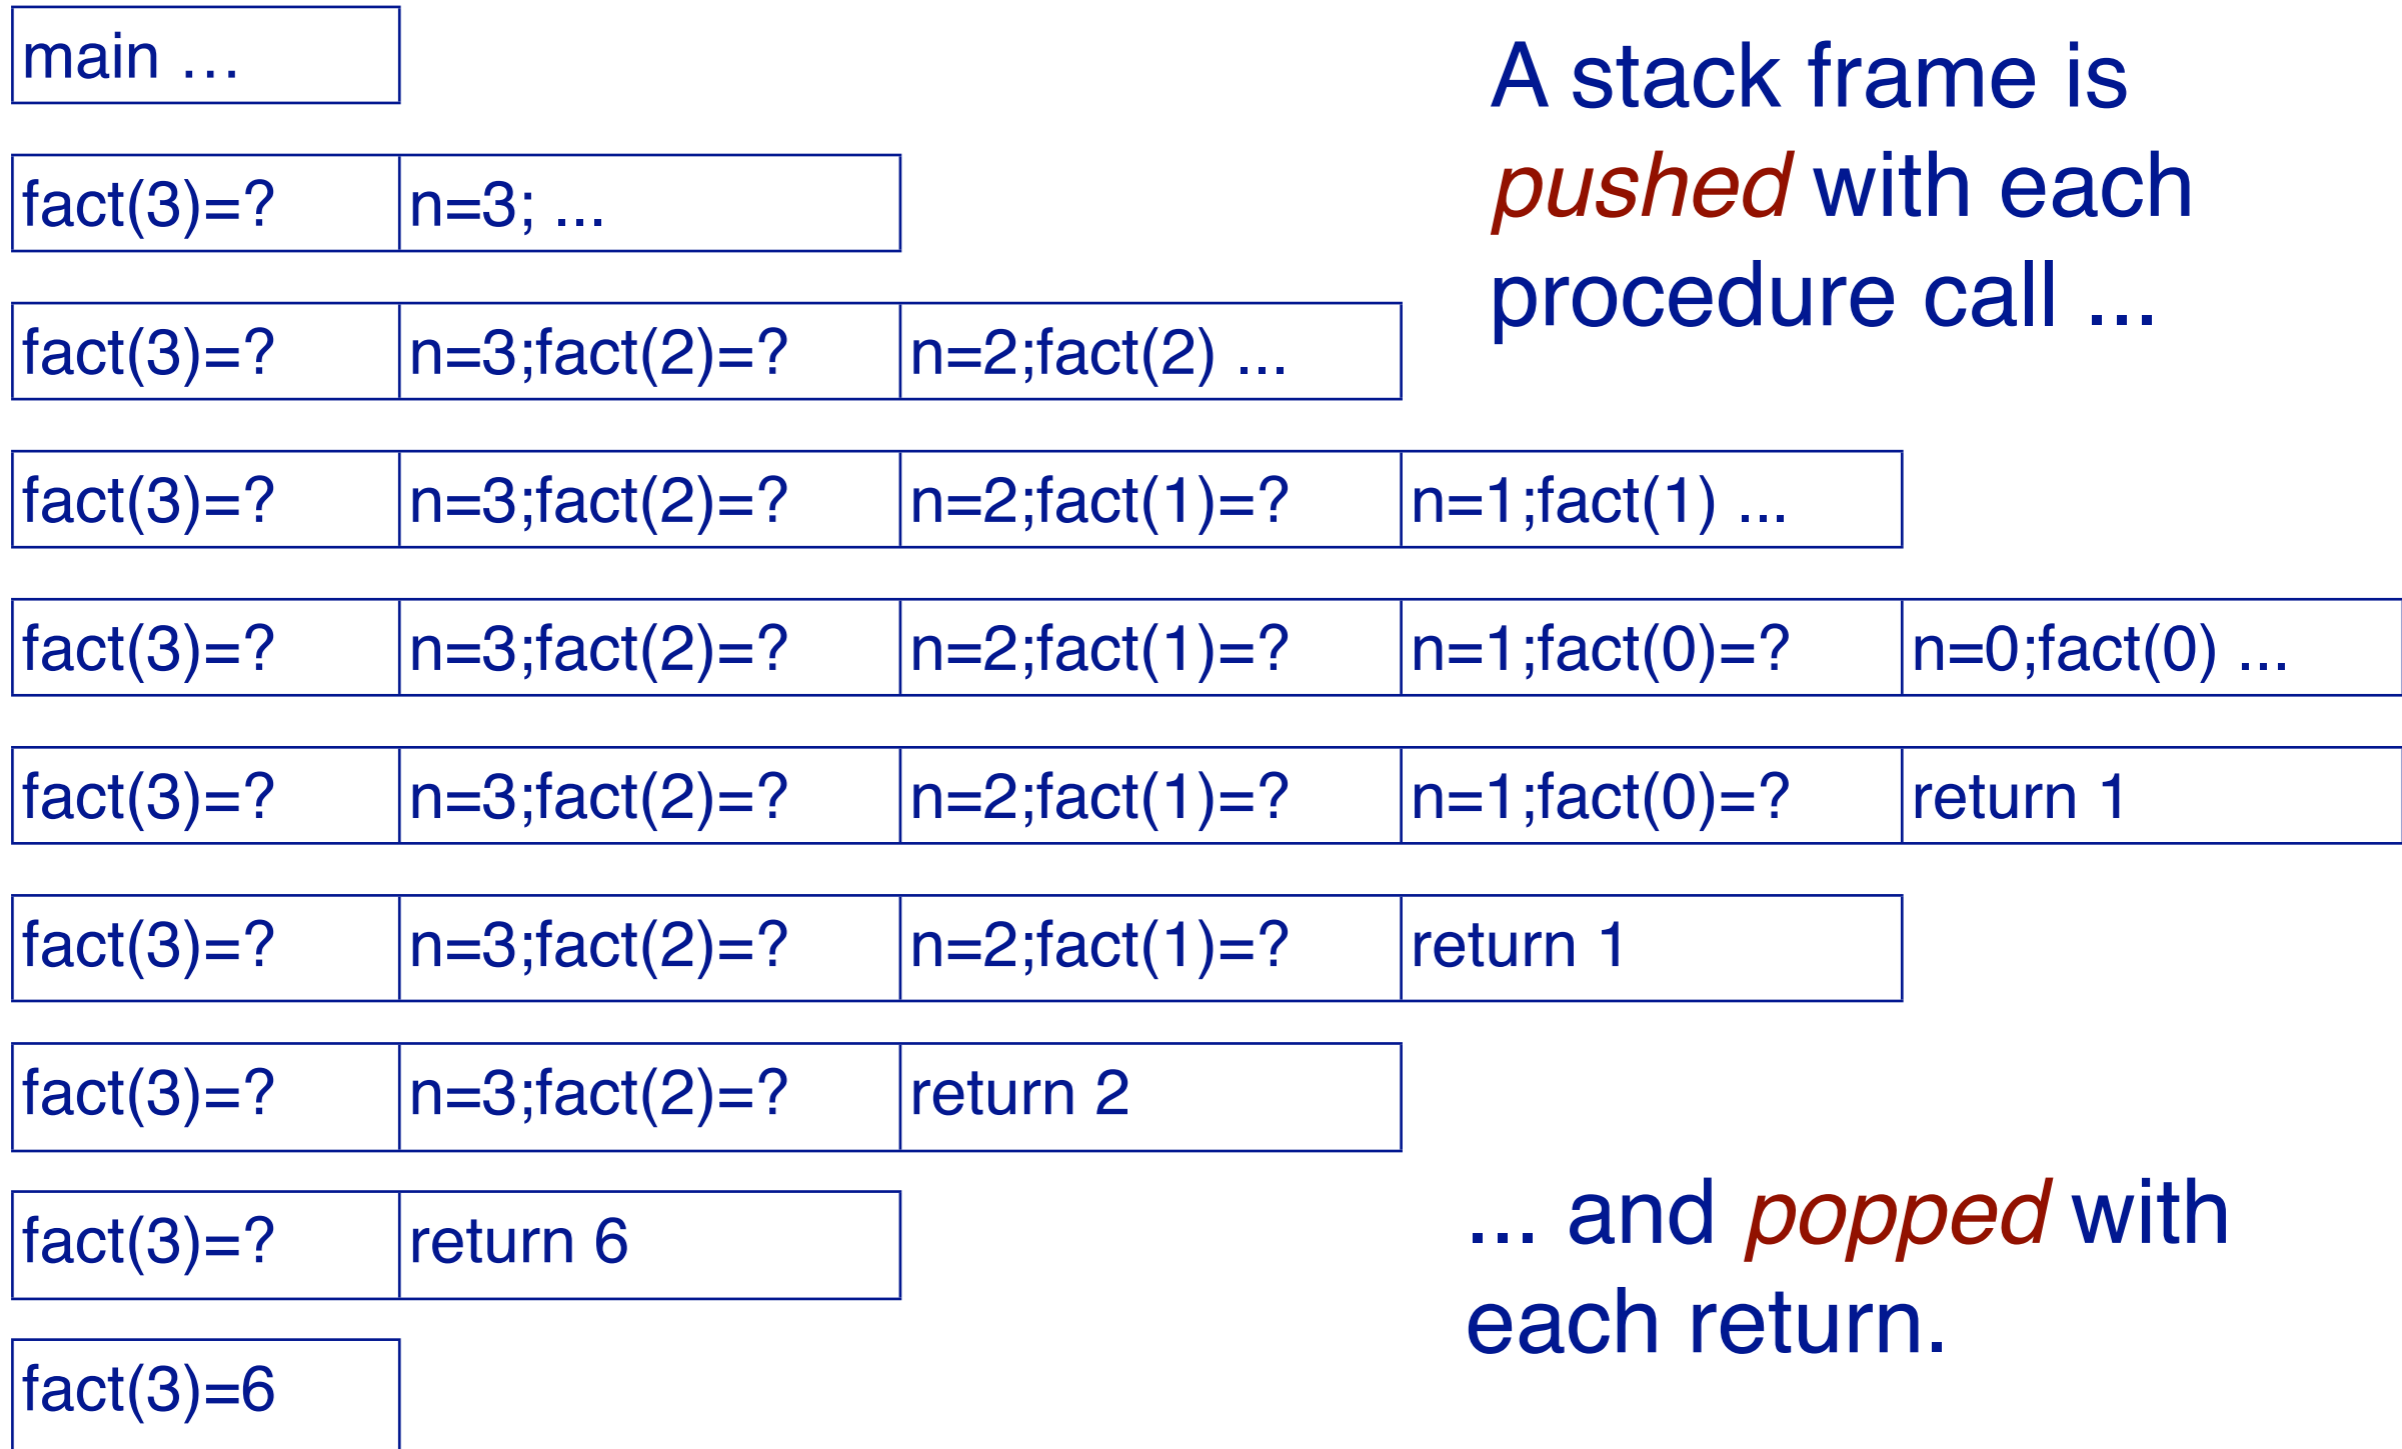 main …
A stack frame is
pushed with each
procedure call ...
fact(3)=? n=3; ...
fact(3)=? n=3;fact(2)=? n=2;fact(2) ...
fact(3)=? n=3;fact(2)=? n=2;fact(1)=? n=1;fact(1) ...
fact(3)=? n=3;fact(2)=? n=2;fact(1)=? n=1;fact(0)=? n=0;fact(0) ...
fact(3)=? n=3;fact(2)=? n=2;fact(1)=? n=1;fact(0)=? return 1
fact(3)=? n=3;fact(2)=? n=2;fact(1)=? return 1
fact(3)=? n=3;fact(2)=? return 2
fact(3)=? return 6
fact(3)=6
... and popped with
each return.